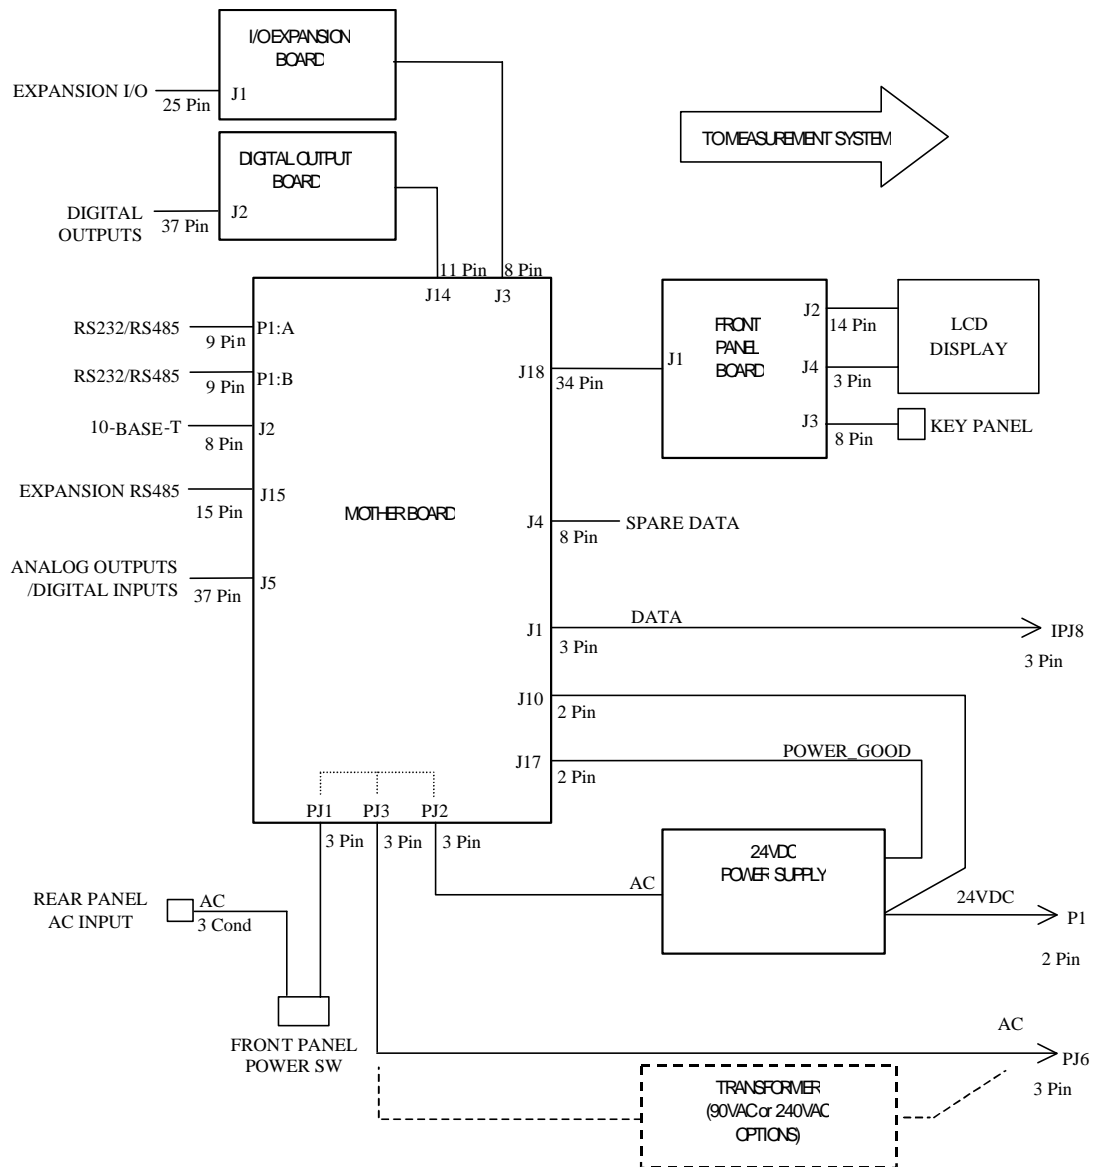 I/O EXPANSION
BOARD
EXPANSION I/O
J1
25 Pin
TO MEASUREMENT SYSTEM
DIGITAL OUTPUT
BOARD
DIGITAL
OUTPUTS
J2
37 Pin
11 Pin
8 Pin
J14
J3
RS232/RS485
P1:A
9 Pin
RS232/RS485
P1:B
9 Pin
10-BASE-T
J2
8 Pin
EXPANSION RS485
J15
15 Pin
ANALOG OUTPUTS
/DIGITAL INPUTS
J5
37 Pin
MOTHER BOARD
J18
34 Pin
J1
FRONT
PANEL
BOARD
J2
14 Pin
J4
3 Pin
J3
8 Pin
LCD
DISPLAY
KEY PANEL
J4
8 Pin
SPARE DATA
J1
3 Pin
DATA
IPJ8
3 Pin
J10
2 Pin
J17
2 Pin
POWER_GOOD
PJ1
PJ3
PJ2
3 Pin
3 Pin
3 Pin
AC
24VDC
POWER SUPPLY
24VDC
P1
2 Pin
REAR PANEL
AC INPUT
AC
3 Cond
FRONT PANEL
POWER SW
AC
PJ6
3 Pin
TRANSFORMER
(90VAC or 240VAC
OPTIONS)